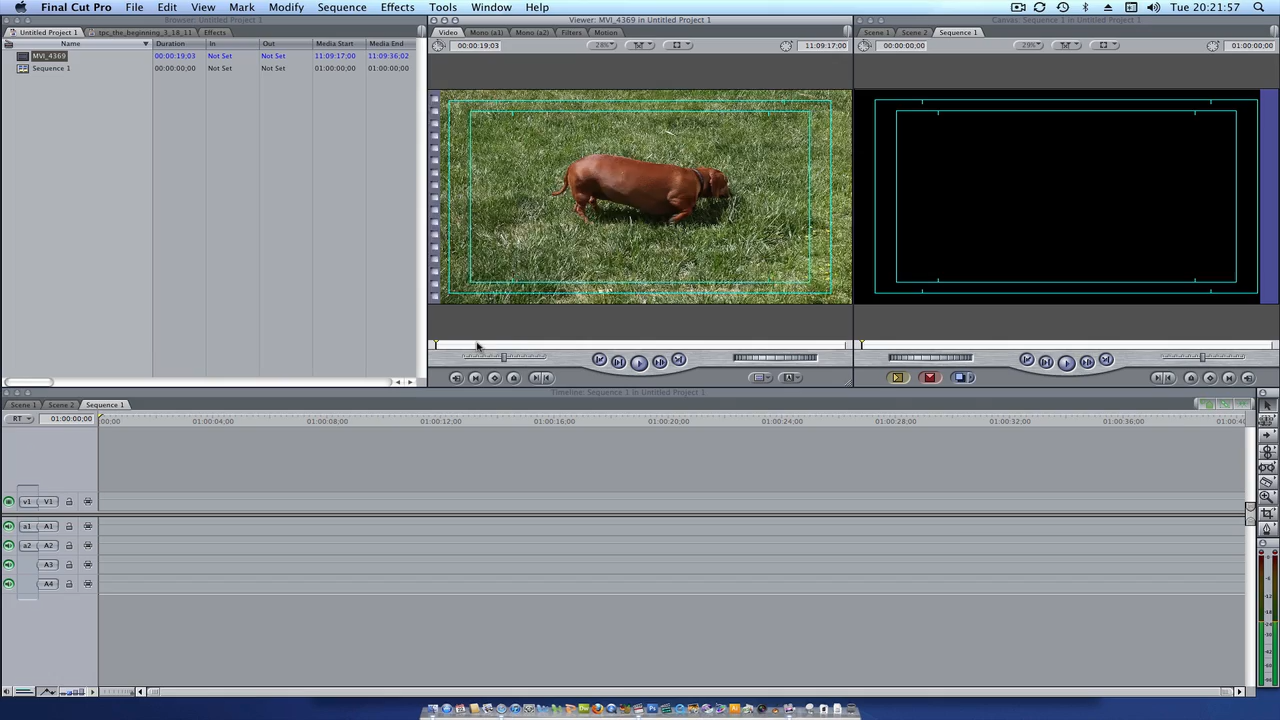 Final Cut Pro File Edit View Mark Modify Sequence Effects Tools Window Help Tue 20:21:57
Browser: Untitled Project 1 Viewer: MVI_4369 in Untitled Project 1 Canvas: Sequence 1 in Untitled Project 1
Untitled Project 1 tpc_the_beginning_3_18_11 Effects Video Mono (a1) Mono (a2) Filters Motion Scene 1 Scene 2 Sequence 1
Name Duration In Out Media Start Media End 00:00:19;03 28% 11:09:17;00 00:00:00;00 29% 01:00:00;00
MVI_4369 00:00:19;03 Not Set Not Set 11:09:17;00 11:09:36;02
Sequence 1 00:00:00;00 Not Set Not Set 01:00:00;00 01:00:00;00
Timeline: Sequence 1 in Untitled Project 1
Scene 1 Scene 2 Sequence 1
RT 01:00:00;00 00;00 01:00:04;00 01:00:08;00 01:00:12;00 01:00:16;00 01:00:20;00 01:00:24;00 01:00:28;00 01:00:32;00 01:00:36;00 01:00:40
v1 V1
a1 A1
a2 A2
A3
A4